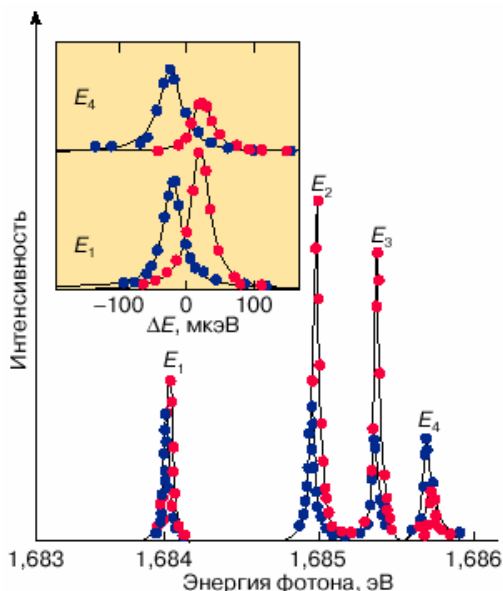 Интенсивность
−100 0 100
ΔE, мкэВ
E4
E1
E1
E2
E3
E4
1,683 1,684 1,685 1,686
Энергия фотона, эВ